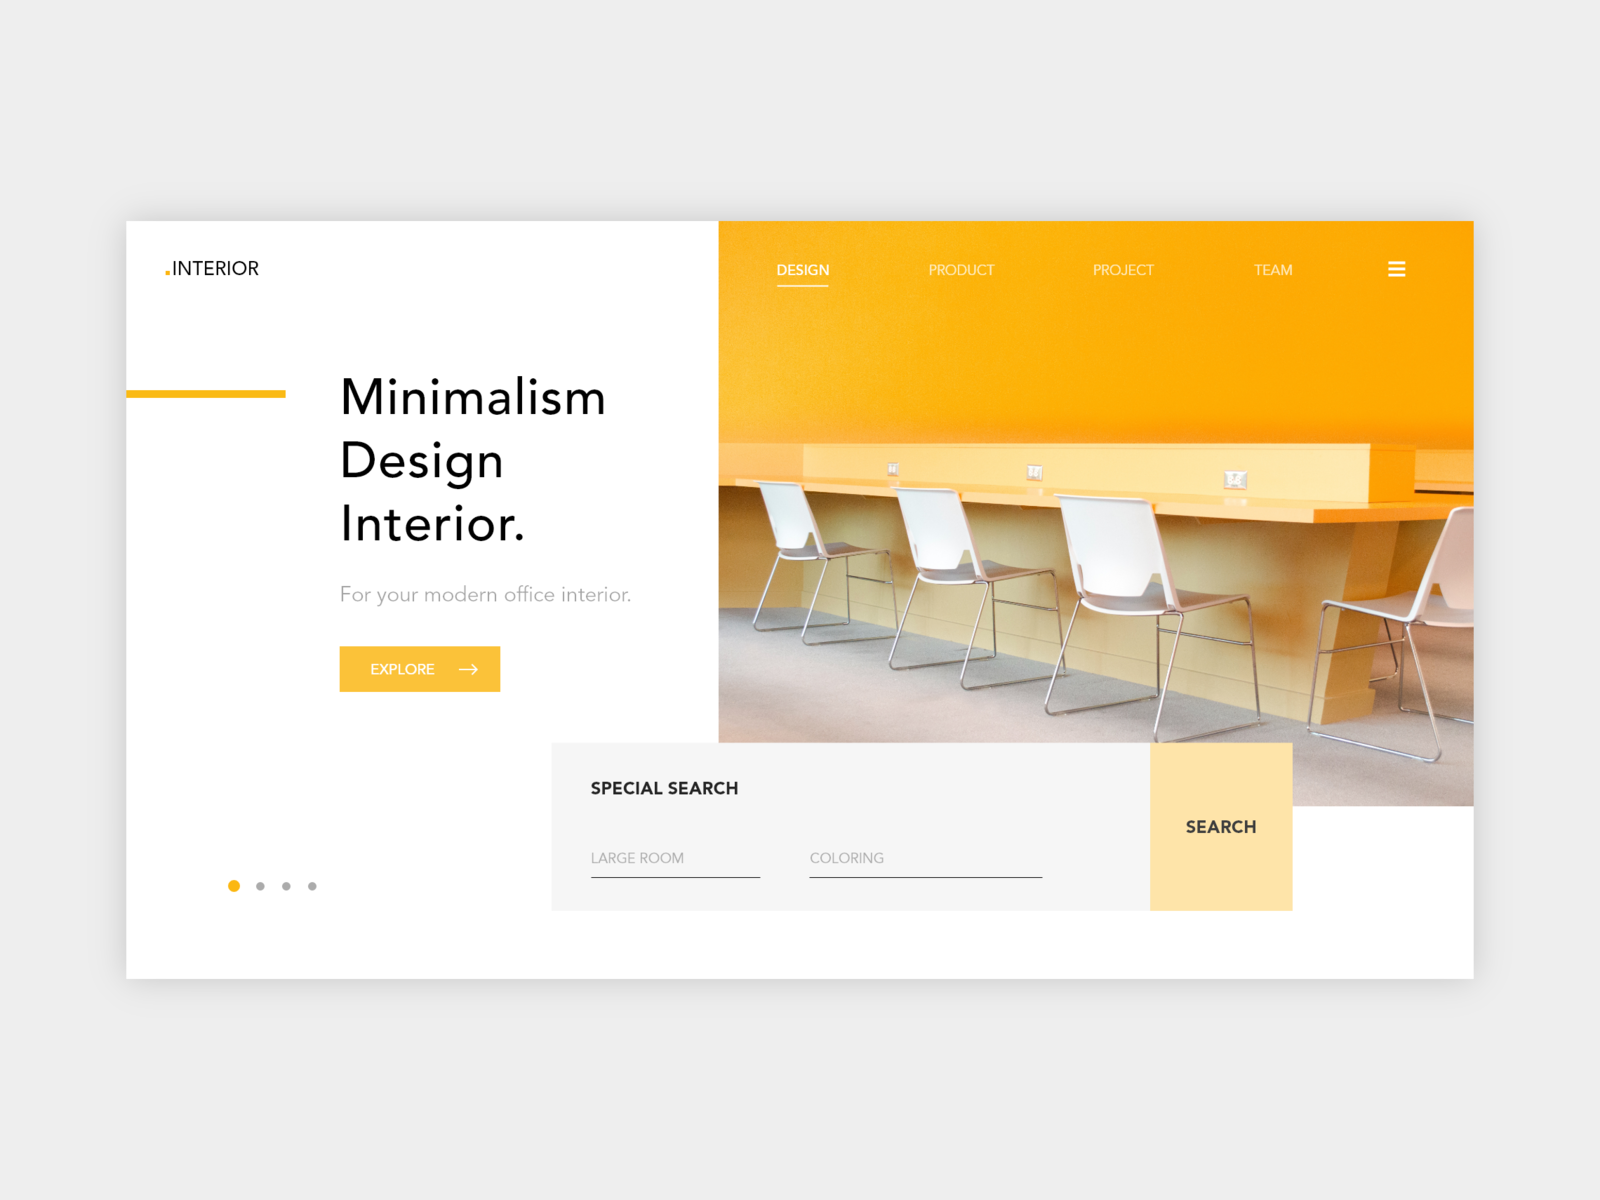 .INTERIOR
DESIGN PRODUCT PROJECT TEAM
Minimalism
Design
Interior.
For your modern office interior.
EXPLORE
SPECIAL SEARCH
LARGE ROOM COLORING
SEARCH